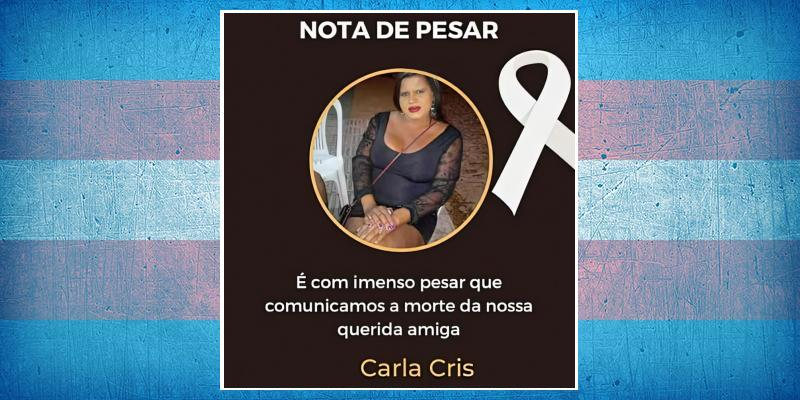 NOTA DE PESAR
É com imenso pesar que
comunicamos a morte da nossa
querida amiga
Carla Cris